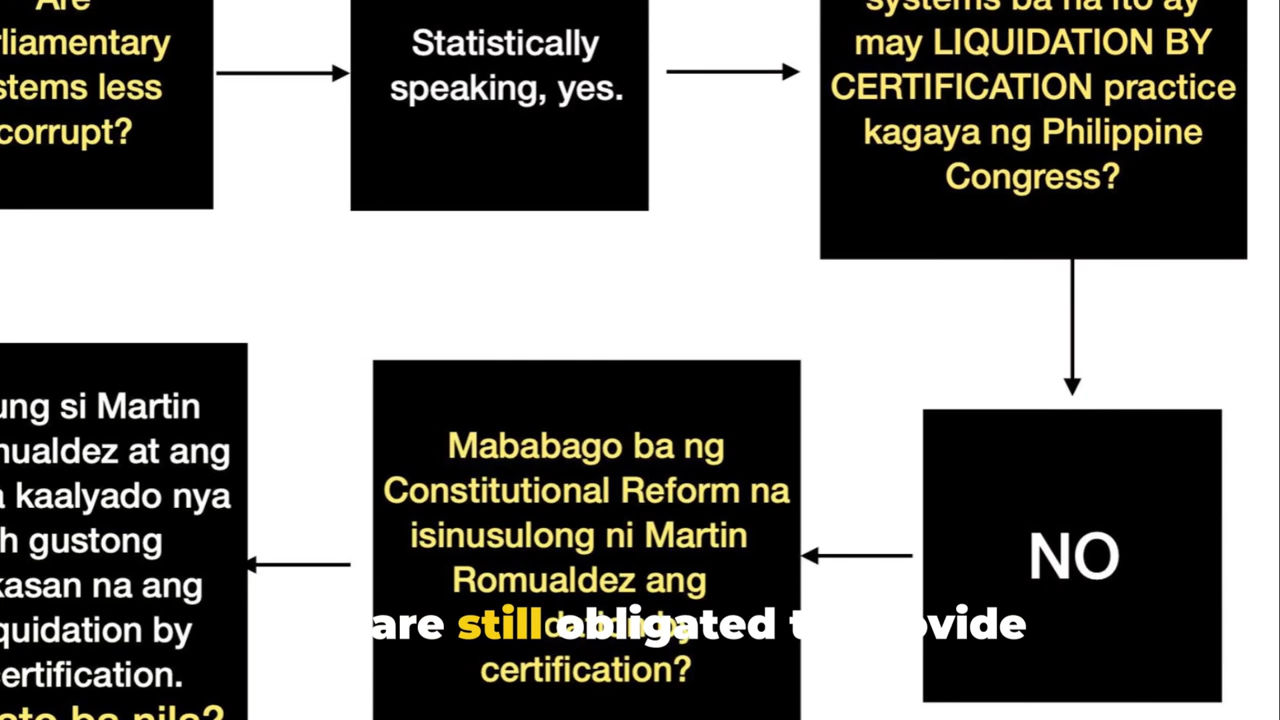 Are
rliamentary
stems less
corrupt?
Statistically
speaking, yes.
systems ba na ito ay
may LIQUIDATION BY
CERTIFICATION practice
kagaya ng Philippine
Congress?
NO
Mababago ba ng
Constitutional Reform na
isinusulong ni Martin
Romualdez ang
certification?
ung si Martin
mualdez at ang
a kaalyado nya
h gustong
kasan na ang
quidation by
ertification.
ba nila?
are still obligated